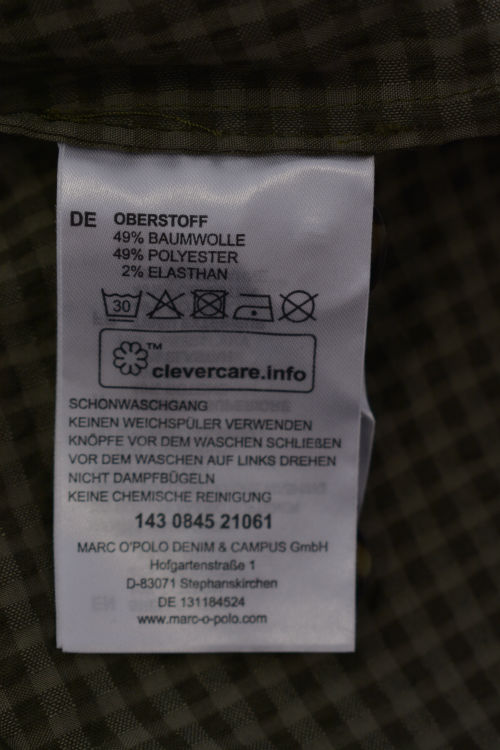 DE OBERSTOFF
49% BAUMWOLLE
49% POLYESTER
2% ELASTHAN
30
TM
clevercare.info
SCHONWASCHGANG
KEINEN WEICHSPÜLER VERWENDEN
KNÖPFE VOR DEM WASCHEN SCHLIEßEN
VOR DEM WASCHEN AUF LINKS DREHEN
NICHT DAMPFBÜGELN
KEINE CHEMISCHE REINIGUNG
143 0845 21061
MARC O'POLO DENIM & CAMPUS GmbH
Hofgartenstraße 1
D-83071 Stephanskirchen
DE 131184524
www.marc-o-polo.com